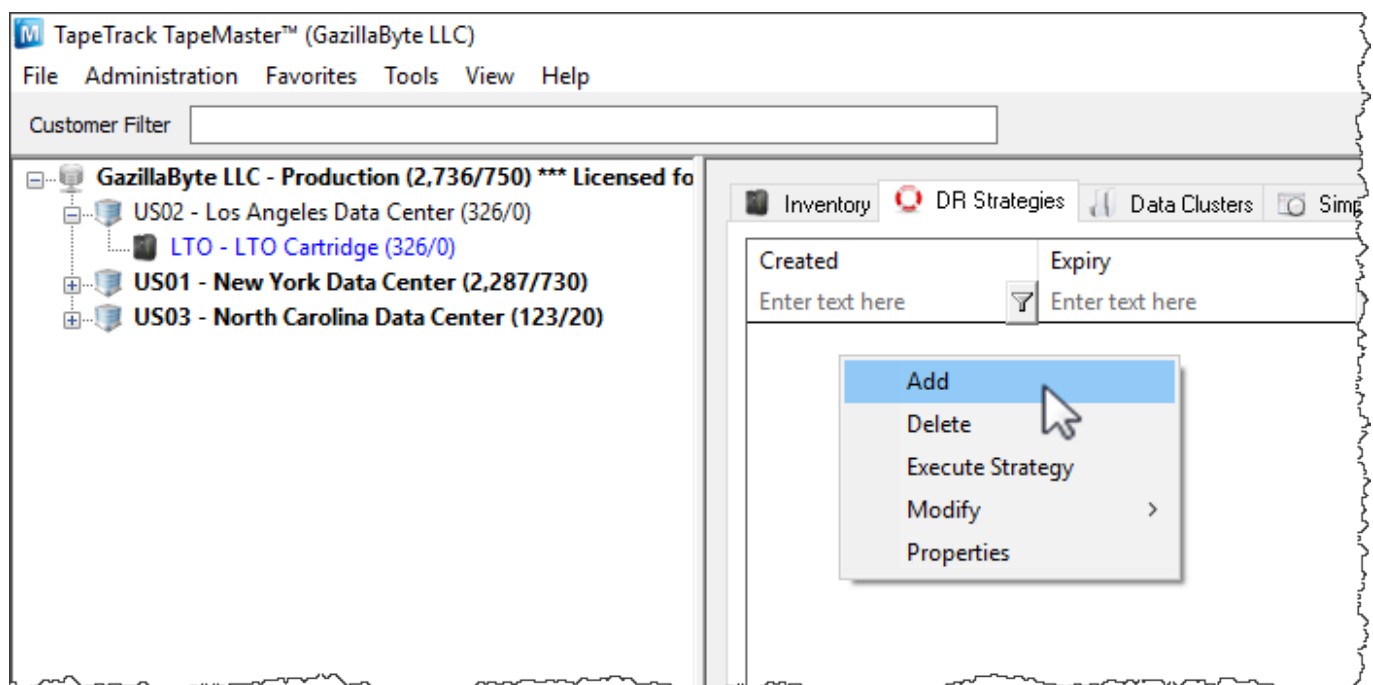 TapeTrack TapeMaster™ (GazillaByte LLC)
File Administration Favorites Tools View Help
Customer Filter
GazillaByte LLC - Production (2,736/750) *** Licensed fo
US02 - Los Angeles Data Center (326/0)
LTO - LTO Cartridge (326/0)
US01 - New York Data Center (2,287/730)
US03 - North Carolina Data Center (123/20)
Inventory DR Strategies Data Clusters Simp
Created Expiry
Enter text here Enter text here
Add
Delete
Execute Strategy
Modify >
Properties